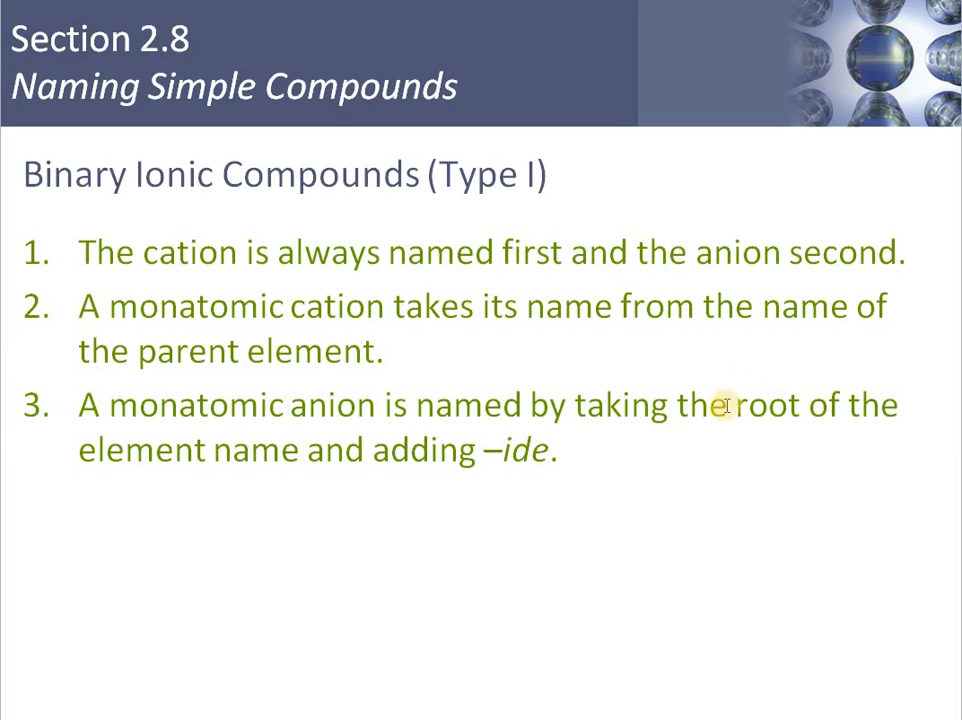 Section 2.8
Naming Simple Compounds
Binary Ionic Compounds (Type I)
1. The cation is always named first and the anion second.
2. A monatomic cation takes its name from the name of
the parent element.
3. A monatomic anion is named by taking the root of the
element name and adding –ide.